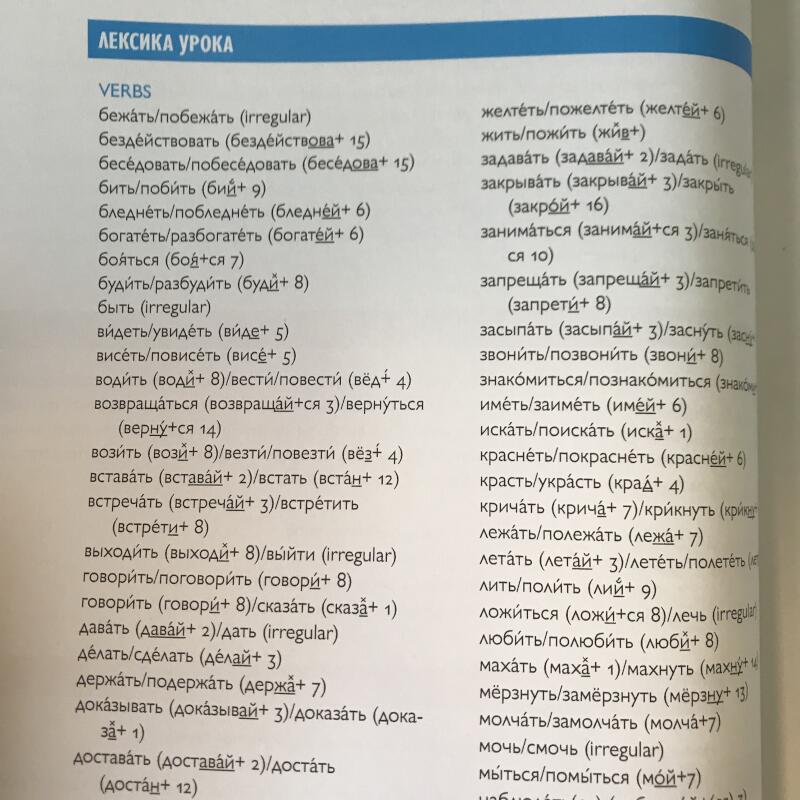 ЛЕКСИКА УРОКА
VERBS
бежа́ть/побежа́ть (irregular)
безде́йствовать (безде́йствова+ 15)
бесе́довать/побесе́довать (бесе́дова+ 15)
бить/поби́ть (би́й+ 9)
бледне́ть/побледне́ть (бледне́й+ 6)
богате́ть/разбогате́ть (богате́й+ 6)
боя́ться (боя́+ся 7)
буди́ть/разбуди́ть (буди̌+ 8)
быть (irregular)
ви́деть/уви́деть (ви́де+ 5)
висе́ть/повисе́ть (висе́+ 5)
води́ть (води̌+ 8)/вести́/повести́ (вёд+́ 4)
возвраща́ться (возвраща́й+ся 3)/верну́ться
(верну́+ся 14)
вози́ть (вози̌+ 8)/везти́/повезти́ (вёз+́ 4)
встава́ть (встава́й+ 2)/встать (вста́н+ 12)
встреча́ть (встреча́й+ 3)/встре́тить
(встре́ти+ 8)
выходи́ть (выходи̌+ 8)/вы́йти (irregular)
говори́ть/поговори́ть (говори́+ 8)
говори́ть (говори́+ 8)/сказа́ть (сказа̌+ 1)
дава́ть (дава́й+ 2)/дать (irregular)
де́лать/сде́лать (де́лай+ 3)
держа́ть/подержа́ть (держа̌+ 7)
дока́зывать (дока́зывай+ 3)/доказа́ть (дока-
за̌+ 1)
достава́ть (достава́й+ 2)/доста́ть
(доста́н+ 12)
желте́ть/пожелте́ть (желте́й+ 6)
жить/пожи́ть (жи̌в+)
задава́ть (задава́й+ 2)/зада́ть (irregular
закрыва́ть (закрыва́й+ 3)/закры́ть
(закро́й+ 16)
занима́ться (занима́й+ся 3)/заня́ться
ся 10)
запреща́ть (запреща́й+ 3)/запрети́ть
(запрети́+ 8)
засыпа́ть (засыпа́й+ 3)/засну́ть (засну́
звони́ть/позвони́ть (звони́+ 8)
знако́миться/познако́миться (знако́ми
име́ть/заиме́ть (име́й+ 6)
иска́ть/поиска́ть (иска̌+ 1)
красне́ть/покрасне́ть (красне́й+ 6)
красть/укра́сть (кра́д+ 4)
крича́ть (крича́+ 7)/кри́кнуть (кри́кну+
лежа́ть/полежа́ть (лежа́+ 7)
лета́ть (лета́й+ 3)/лете́ть/полете́ть (ле
лить/поли́ть (ли́й+ 9)
ложи́ться (ложи́+ся 8)/лечь (irregular)
люби́ть/полюби́ть (люби̌+ 8)
маха́ть (маха̌+ 1)/махнуть (махну́+ 14
мёрзнуть/замёрзнуть (мёрзну+ 13)
молча́ть/замолча́ть (молча́+7)
мочь/смочь (irregular)
мы́ться/помы́ться (мо́й+7)